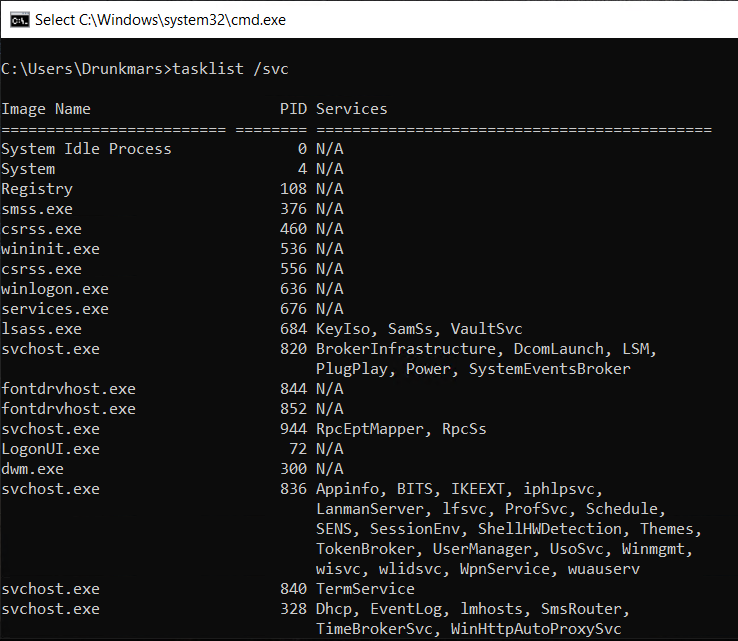 Select C:\Windows\system32\cmd.exe
C:\Users\Drunkmars>tasklist /svc
Image Name                     PID Services
========================= ======== ============================================
System Idle Process              0 N/A
System                           4 N/A
Registry                       108 N/A
smss.exe                       376 N/A
csrss.exe                      460 N/A
wininit.exe                    536 N/A
csrss.exe                      556 N/A
winlogon.exe                   636 N/A
services.exe                   676 N/A
lsass.exe                      684 KeyIso, SamSs, VaultSvc
svchost.exe                    820 BrokerInfrastructure, DcomLaunch, LSM,
                                   PlugPlay, Power, SystemEventsBroker
fontdrvhost.exe                844 N/A
fontdrvhost.exe                852 N/A
svchost.exe                    944 RpcEptMapper, RpcSs
LogonUI.exe                     72 N/A
dwm.exe                        300 N/A
svchost.exe                    836 Appinfo, BITS, IKEEXT, iphlpsvc,
                                   LanmanServer, lfsvc, ProfSvc, Schedule,
                                   SENS, SessionEnv, ShellHWDetection, Themes,
                                   TokenBroker, UserManager, UsoSvc, Winmgmt,
                                   wisvc, wlidsvc, WpnService, wuauserv
svchost.exe                    840 TermService
svchost.exe                    328 Dhcp, EventLog, lmhosts, SmsRouter,
                                   TimeBrokerSvc, WinHttpAutoProxySvc